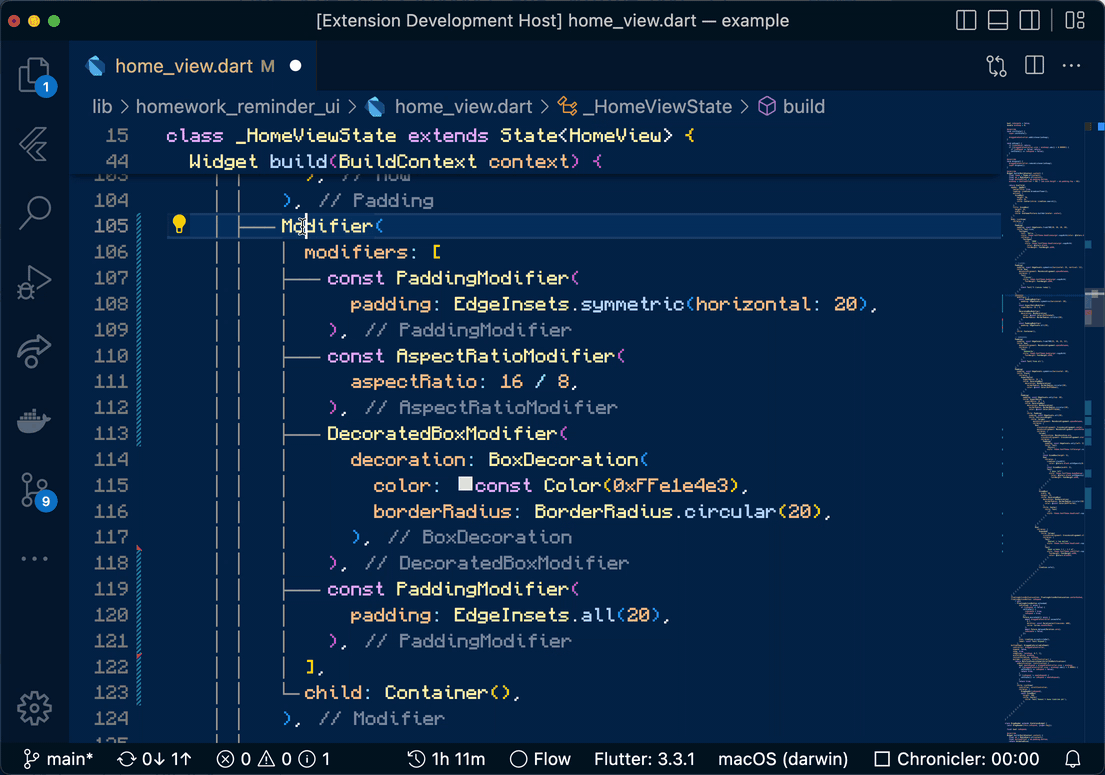 [Extension Development Host] home_view.dart — example
home_view.dart M
1
lib > homework_reminder_ui > home_view.dart > _HomeViewState > build
15 class _HomeViewState extends State<HomeView> {
44 Widget build(BuildContext context) {
103 ), // Row
104 ), // Padding
105 Modifier(
106 modifiers: [
107 const PaddingModifier(
108 padding: EdgeInsets.symmetric(horizontal: 20),
109 ), // PaddingModifier
110 const AspectRatioModifier(
111 aspectRatio: 16 / 8,
112 ), // AspectRatioModifier
113 DecoratedBoxModifier(
114 decoration: BoxDecoration(
115 color: const Color(0xFFe1e4e3),
116 borderRadius: BorderRadius.circular(20),
117 ), // BoxDecoration
118 ), // DecoratedBoxModifier
119 const PaddingModifier(
120 padding: EdgeInsets.all(20),
121 ), // PaddingModifier
122 ],
123 child: Container(),
124 ), // Modifier
125
9
main* 0↓ 1↑ 0 0 1 1h 11m Flow Flutter: 3.3.1 macOS (darwin) Chronicler: 00:00